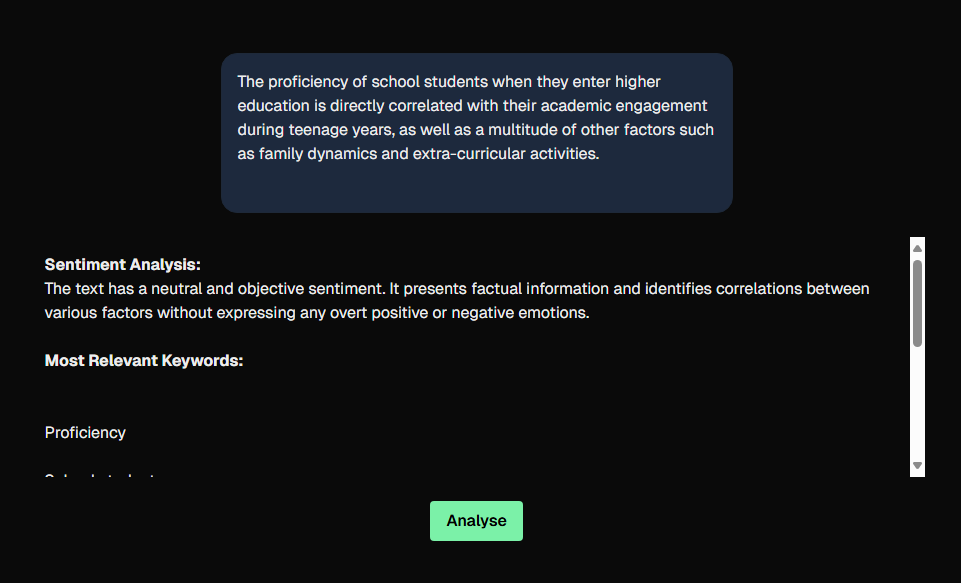 The proficiency of school students when they enter higher
education is directly correlated with their academic engagement
during teenage years, as well as a multitude of other factors such
as family dynamics and extra-curricular activities.
Sentiment Analysis:
The text has a neutral and objective sentiment. It presents factual information and identifies correlations between
various factors without expressing any overt positive or negative emotions.
Most Relevant Keywords:
Proficiency
Analyse